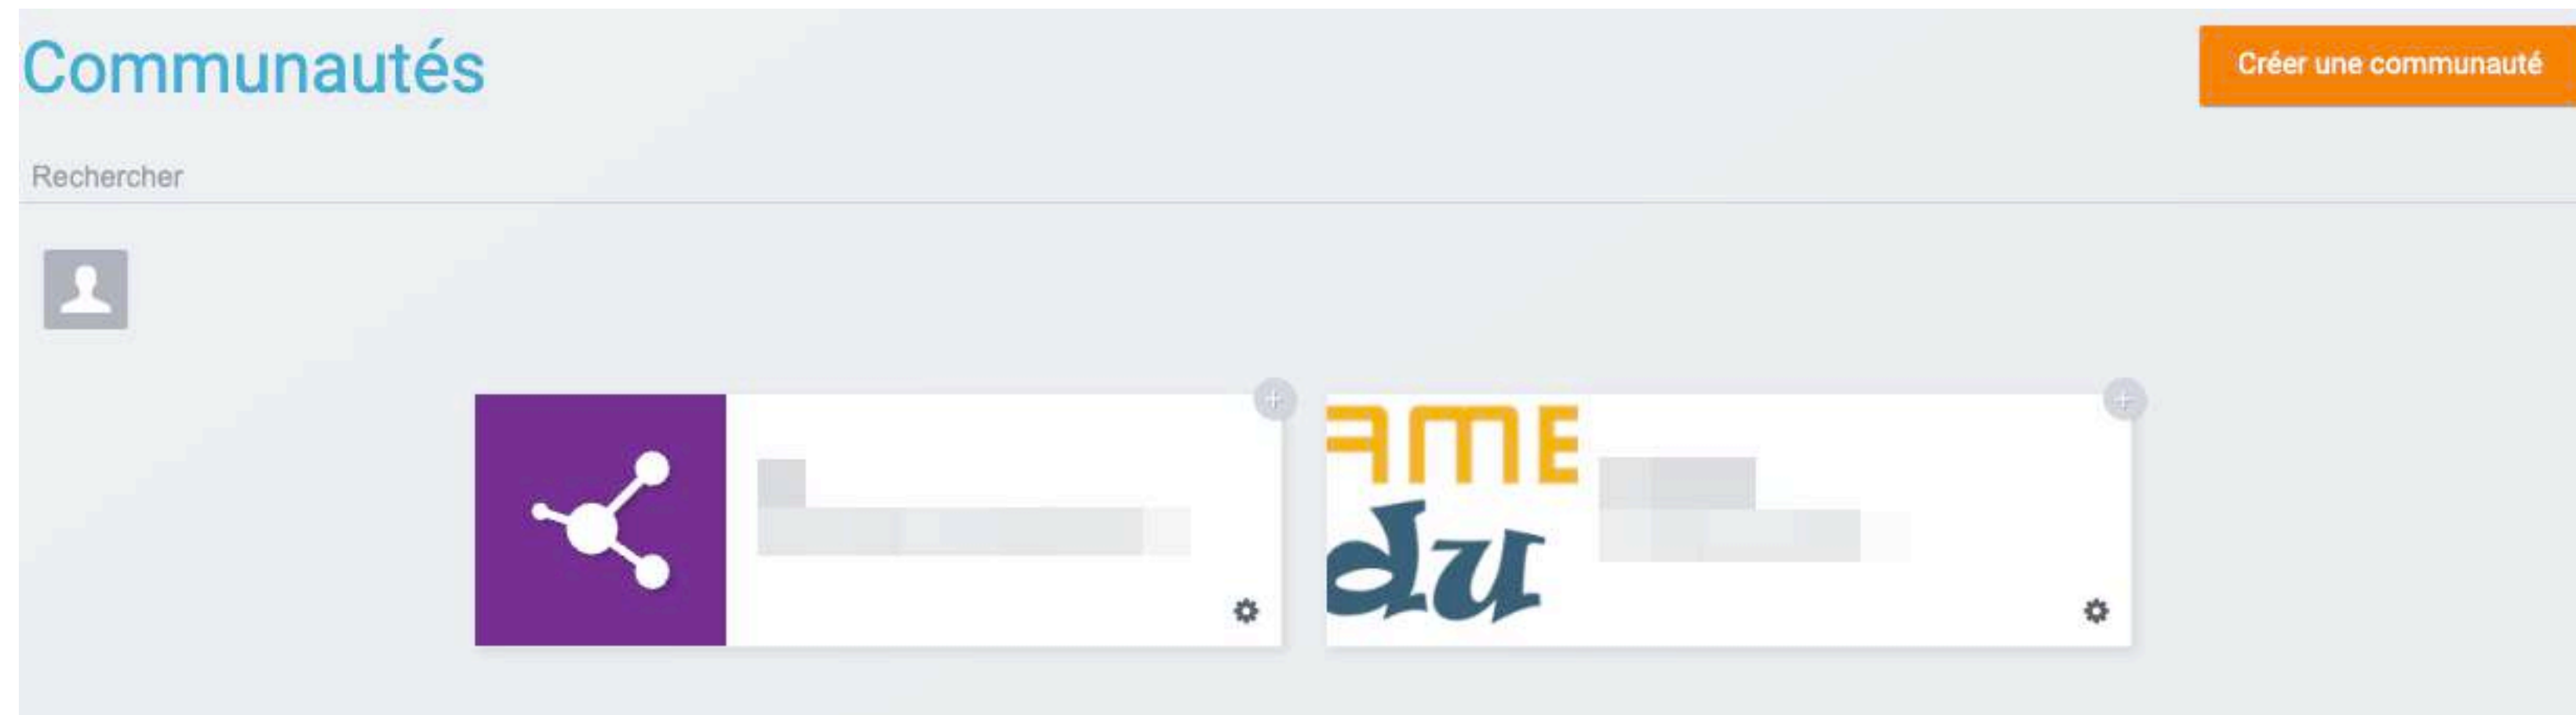 Communautés
Créer une communauté
Rechercher
AME
du